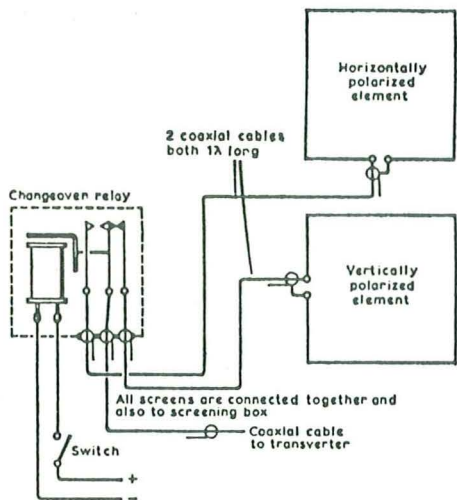 Horizontally
polarized
element
2 coaxial cables
both 1λ long
Changeover relay
Vertically
polarized
element
All screens are connected together and
also to screening box
Coaxial cable
to transverter
Switch
+
−